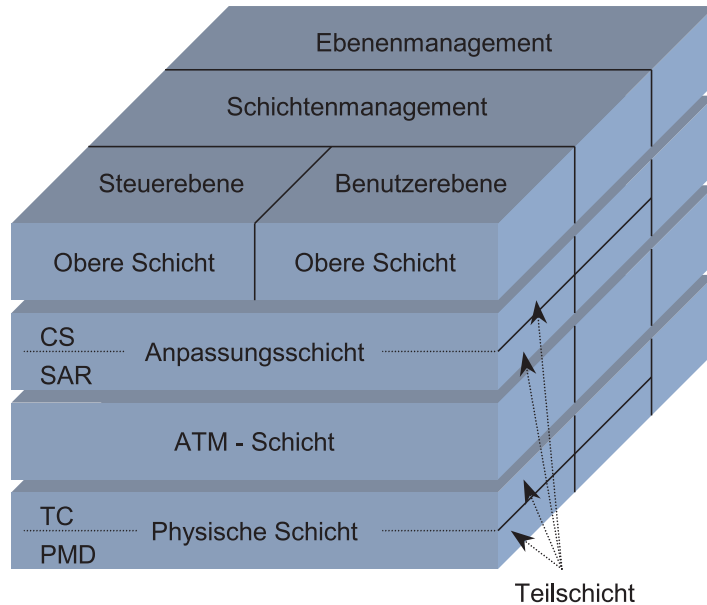 Ebenenmanagement
Schichtenmanagement
Steuerebene
Benutzerebene
Obere Schicht
Obere Schicht
CS
Anpassungsschicht
SAR
ATM - Schicht
TC
Physische Schicht
PMD
Teilschicht